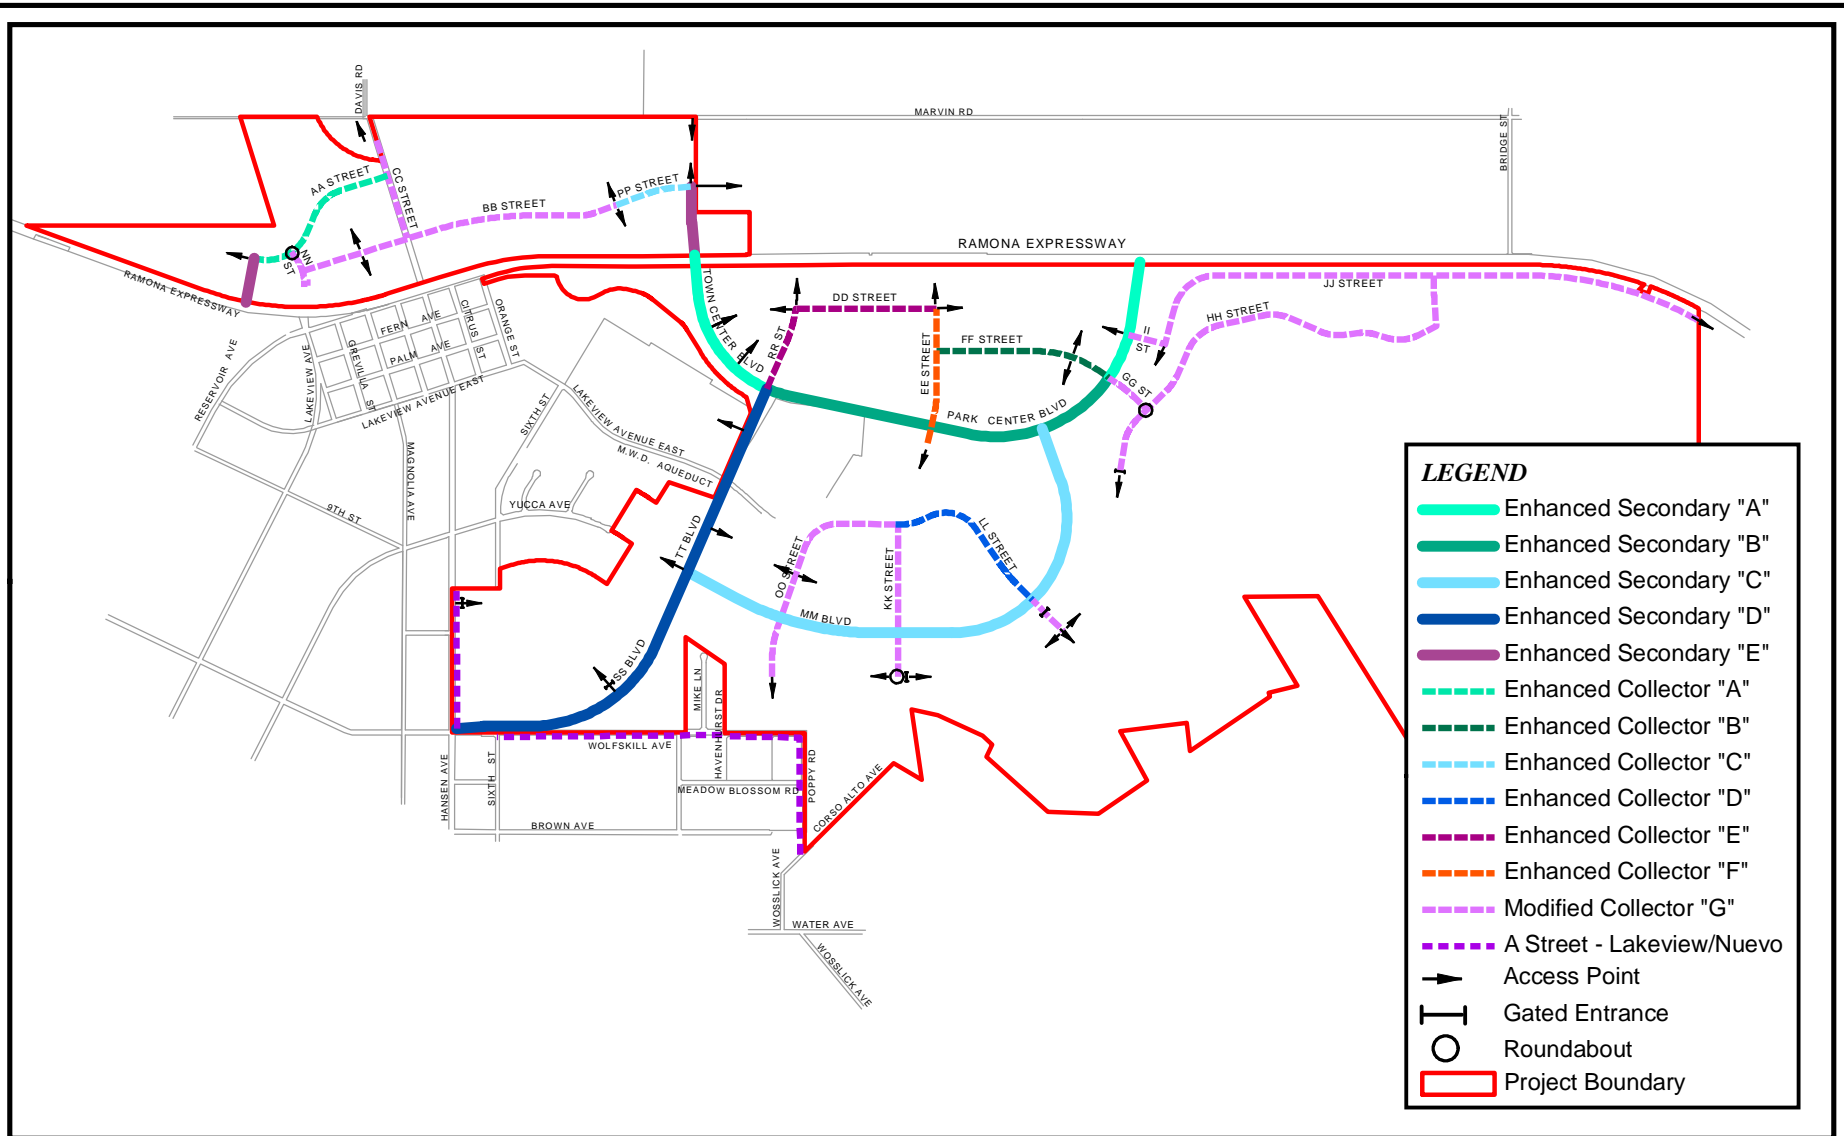 DAVIS RD
MARVIN RD
BRIDGE ST
AA STREET
CC STREET
BB STREET
PP STREET
NN
ST
RAMONA EXPRESSWAY
RAMONA EXPRESSWAY
TOWN CENTER BLVD
RR ST
DD STREET
EE STREET
FF STREET
II
ST
GG ST
HH STREET
JJ STREET
PARK CENTER BLVD
RESERVOIR AVE
LAKEVIEW AVE
GREVILLA ST
FERN AVE
PALM AVE
CITRUS ST
ORANGE ST
LAKEVIEW AVENUE EAST
SIXTH ST
LAKEVIEW AVENUE EAST
M.W.D. AQUEDUCT
MAGNOLIA AVE
9TH ST
YUCCA AVE
TT BLVD
OO STREET
KK STREET
LL STREET
MM BLVD
SS BLVD
MIKE LN
HAVENHURST DR
WOLFSKILL AVE
HANSEN AVE
SIXTH ST
MEADOW BLOSSOM RD
POPPY RD
CORSO ALTO AVE
BROWN AVE
WOSSLICK AVE
WATER AVE
WOSSLICK AVE
LEGEND
Enhanced Secondary "A"
Enhanced Secondary "B"
Enhanced Secondary "C"
Enhanced Secondary "D"
Enhanced Secondary "E"
Enhanced Collector "A"
Enhanced Collector "B"
Enhanced Collector "C"
Enhanced Collector "D"
Enhanced Collector "E"
Enhanced Collector "F"
Modified Collector "G"
A Street - Lakeview/Nuevo
Access Point
Gated Entrance
Roundabout
Project Boundary